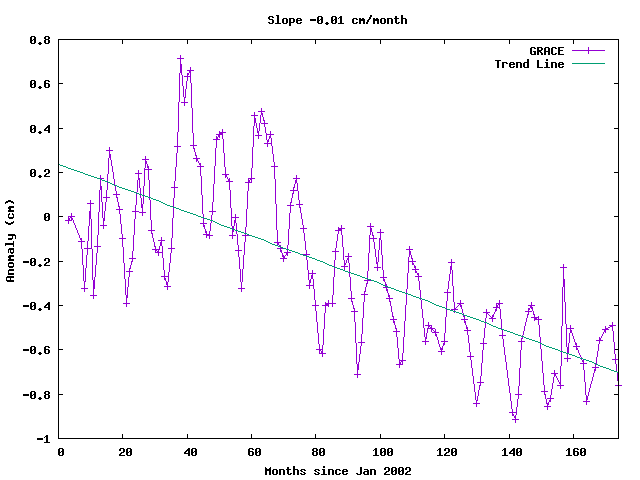 Slope -0.01 cm/month
GRACE
Trend Line
0.8
0.6
0.4
0.2
0
-0.2
-0.4
-0.6
-0.8
-1
Anomaly (cm)
0 20 40 60 80 100 120 140 160
Months since Jan 2002